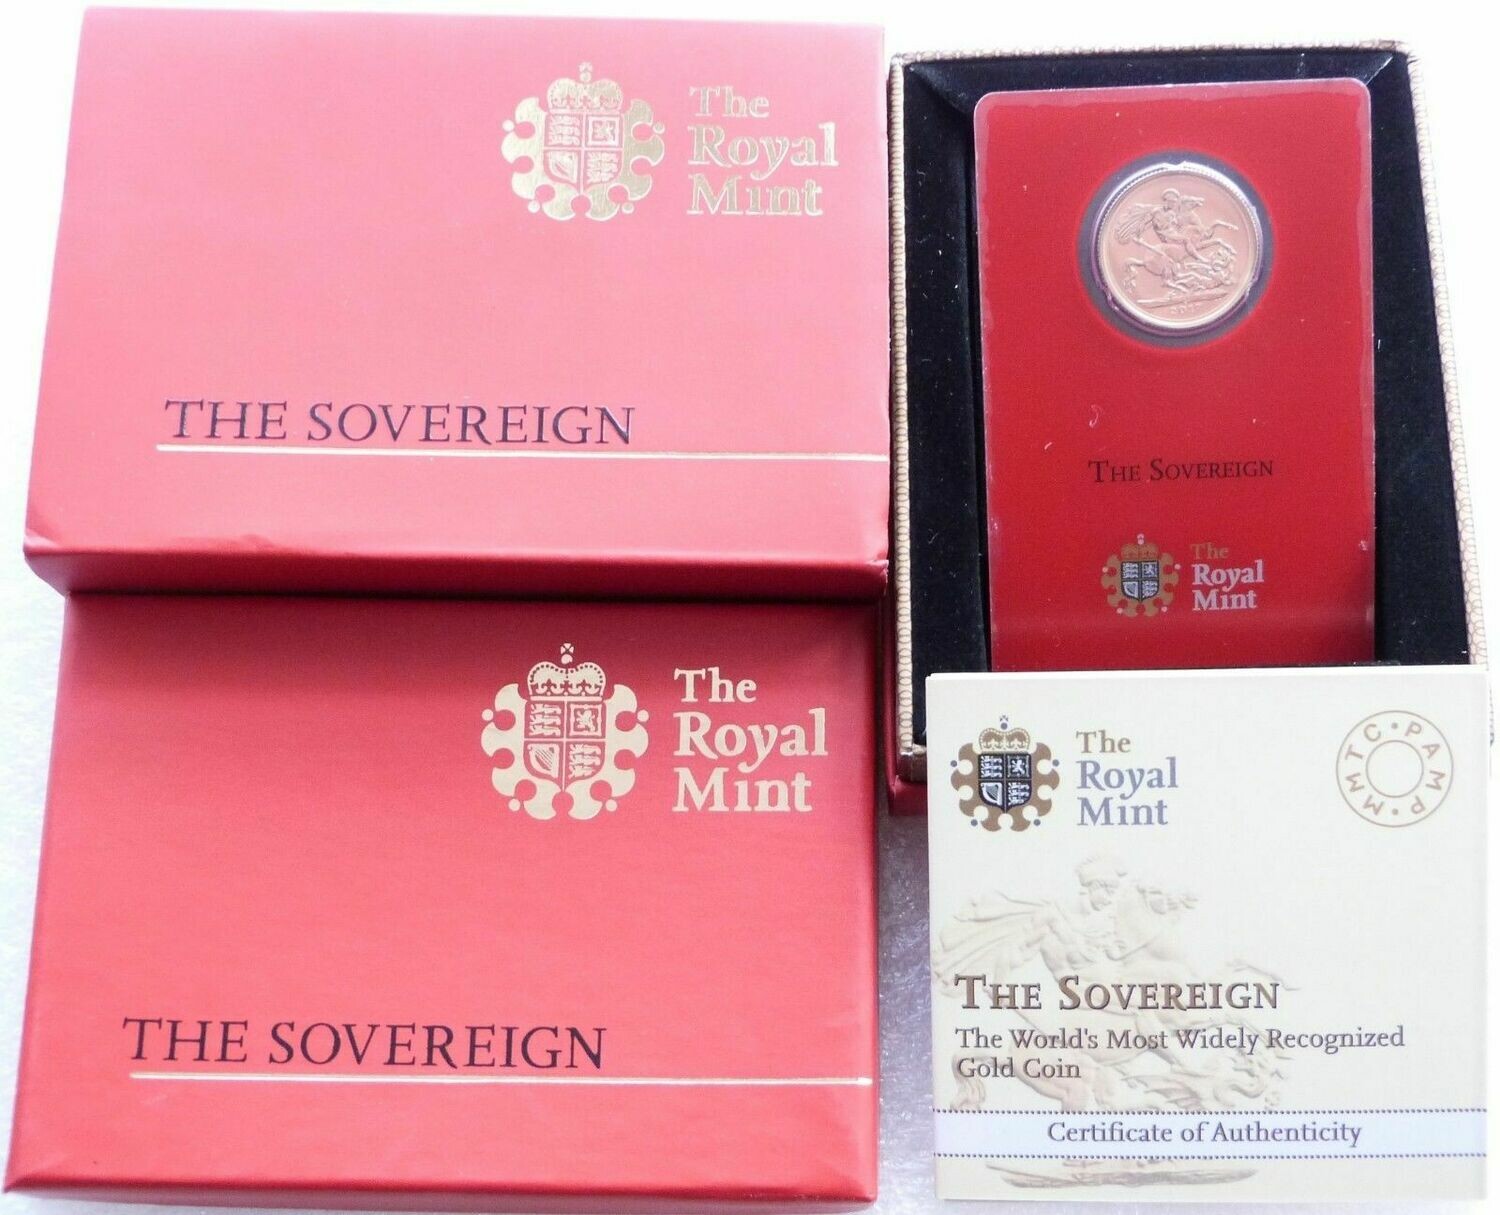 The
Royal
Mint
THE SOVEREIGN
The
Royal
Mint
THE SOVEREIGN
THE SOVEREIGN
The
Royal
Mint
The
Royal
Mint
MMTC • PAMP •
THE SOVEREIGN
The World's Most Widely Recognized
Gold Coin
Certificate of Authenticity